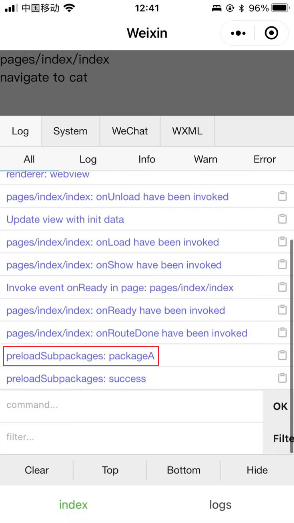 中国移动 12:41 96%
Weixin
pages/index/index
navigate to cat
Log System WeChat WXML
All Log Info Warn Error
renderer: webview
pages/index/index: onUnload have been invoked
Update view with init data
pages/index/index: onLoad have been invoked
pages/index/index: onShow have been invoked
Invoke event onReady in page: pages/index/index
pages/index/index: onReady have been invoked
pages/index/index: onRouteDone have been invoked
preloadSubpackages: packageA
preloadSubpackages: success
command... OK
filter... Filte
Clear Top Bottom Hide
index logs